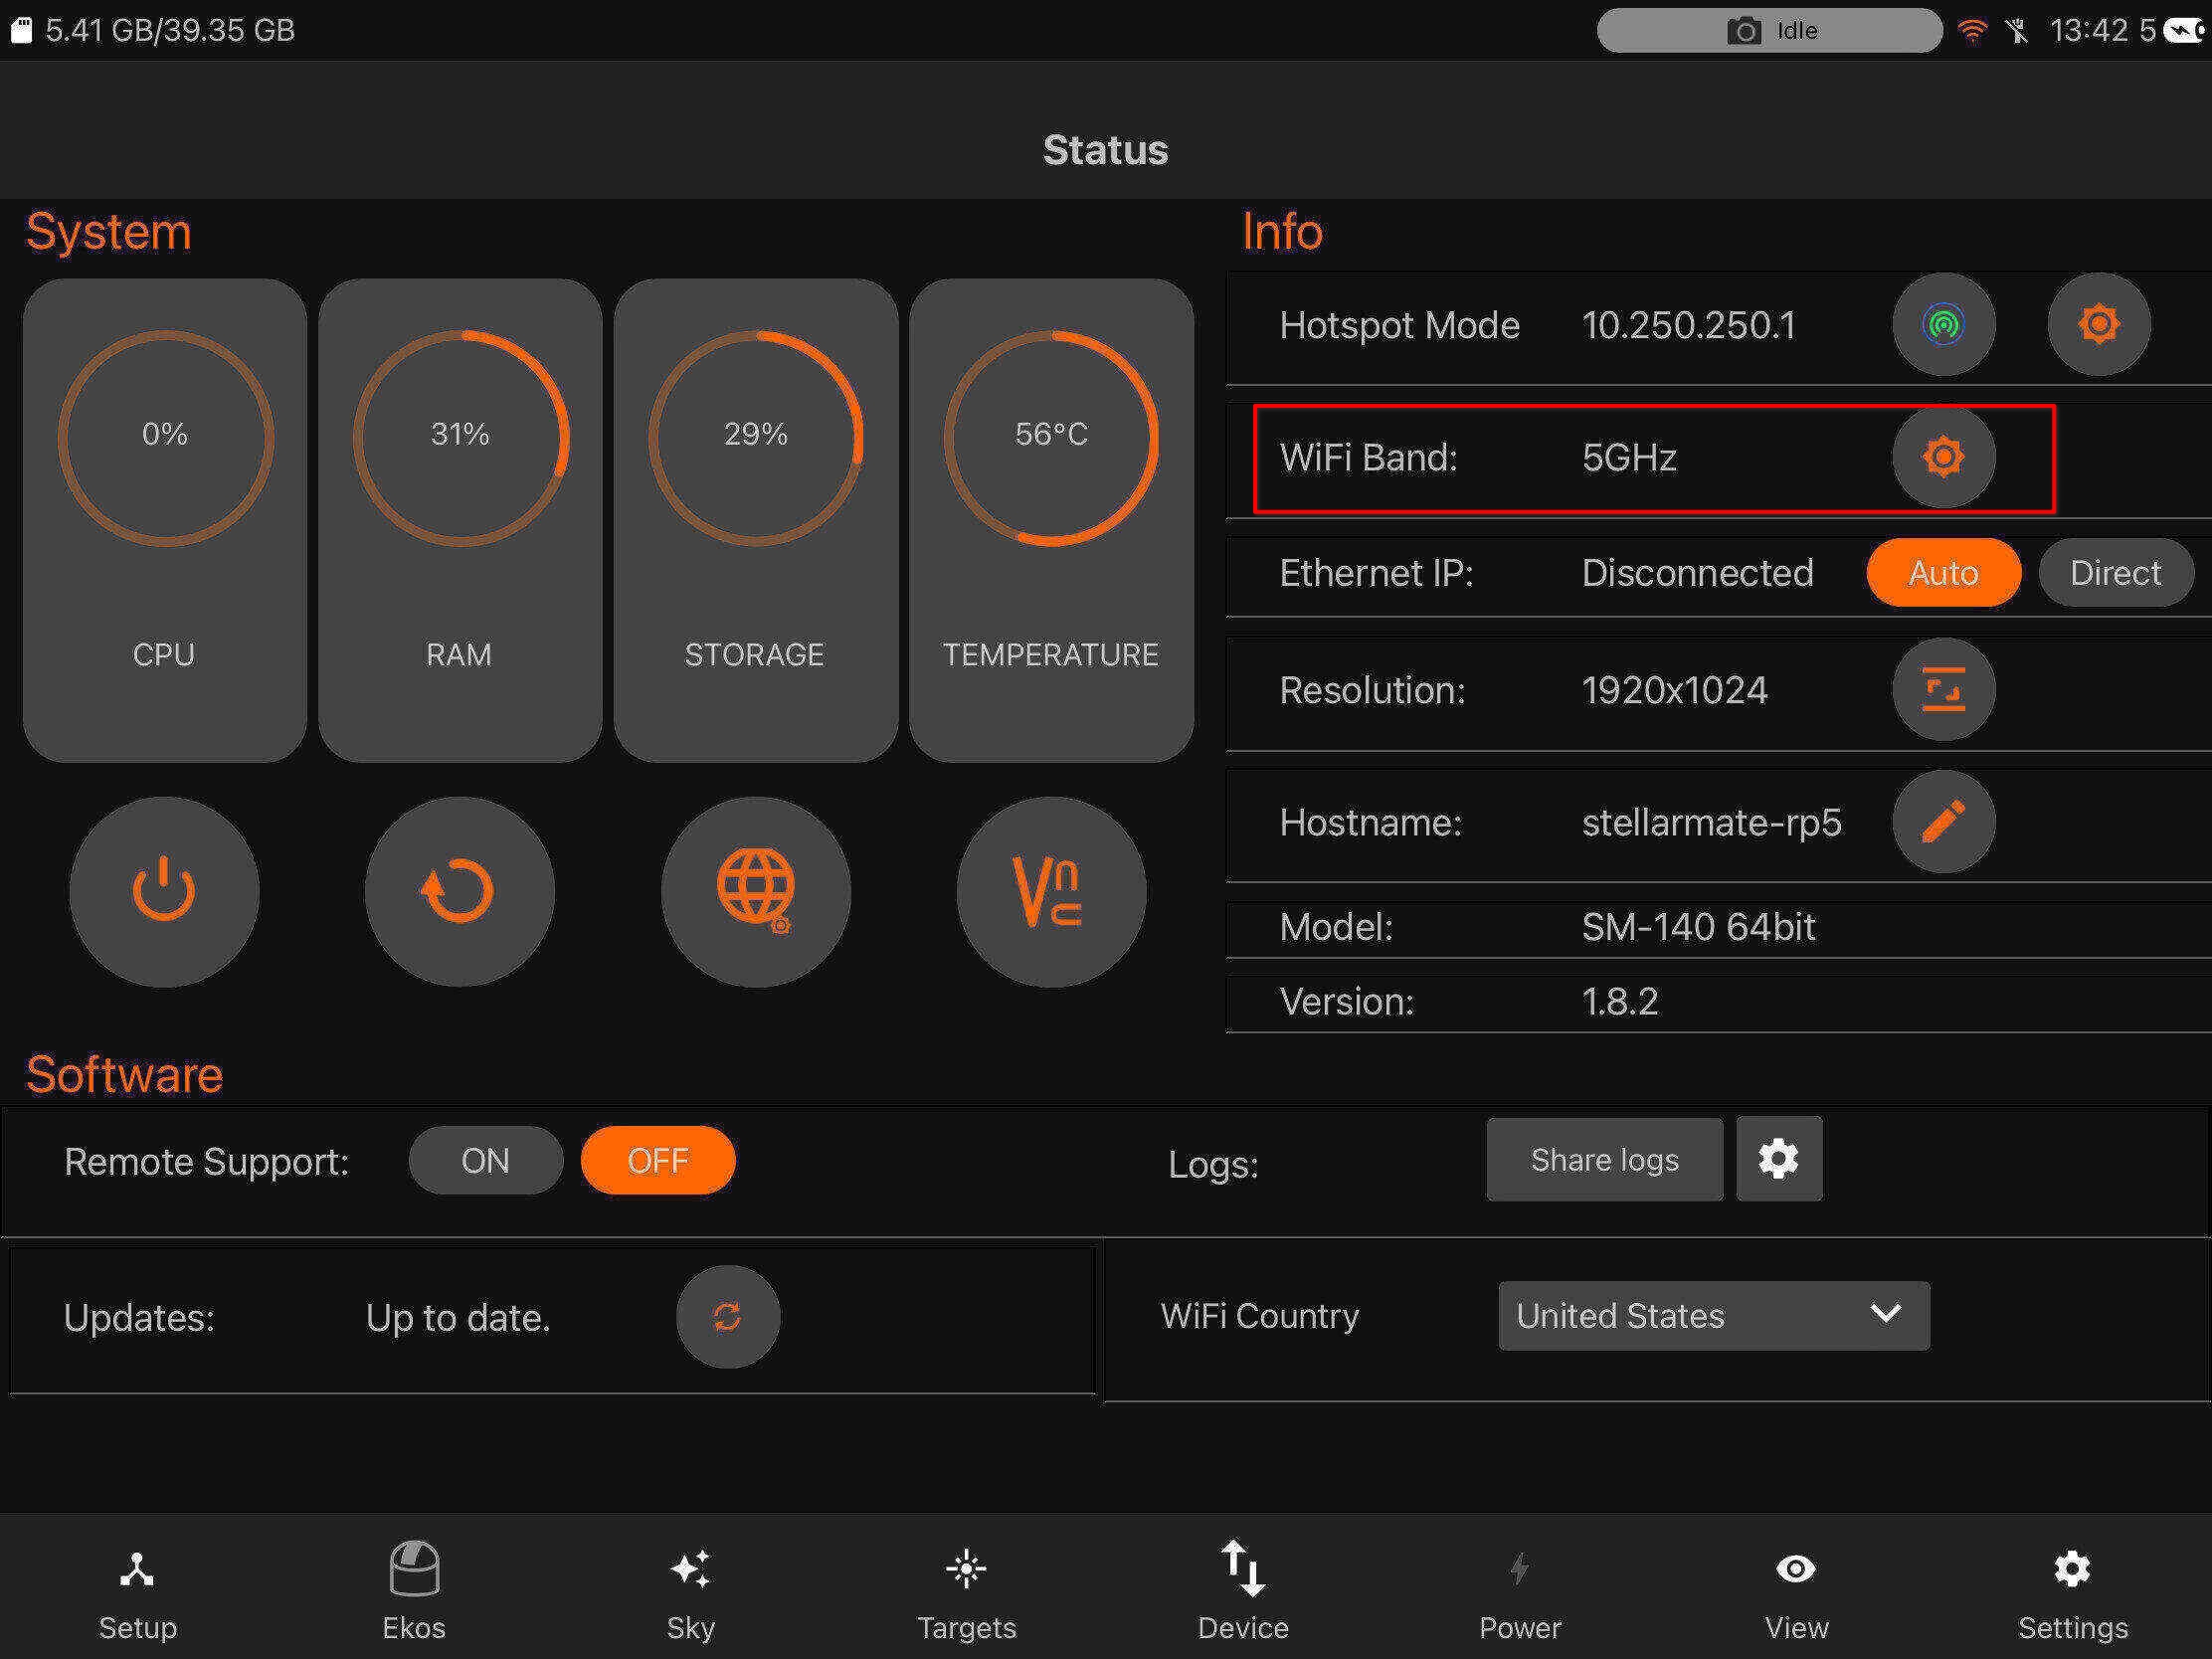 5.41 GB/39.35 GB
Idle
13:42 5
Status
System
0%
CPU
31%
RAM
29%
STORAGE
56°C
TEMPERATURE
Vnc
Info
Hotspot Mode 10.250.250.1
WiFi Band: 5GHz
Ethernet IP: Disconnected Auto Direct
Resolution: 1920x1024
Hostname: stellarmate-rp5
Model: SM-140 64bit
Version: 1.8.2
Software
Remote Support: ON OFF
Logs: Share logs
Updates: Up to date.
WiFi Country United States
Setup Ekos Sky Targets Device Power View Settings